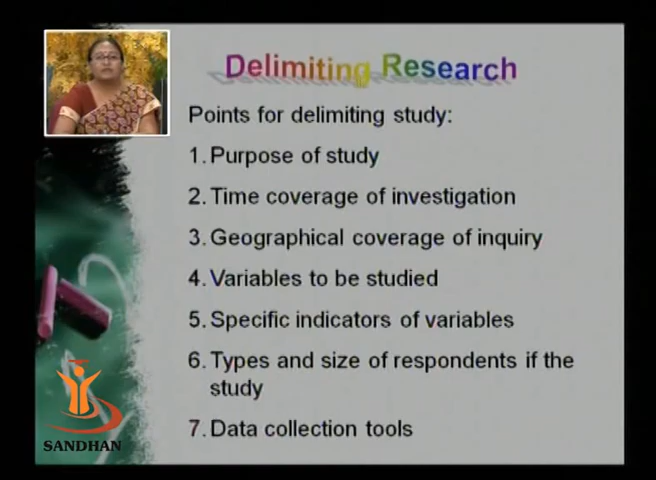 Delimiting Research
Points for delimiting study:
1. Purpose of study
2. Time coverage of investigation
3. Geographical coverage of inquiry
4. Variables to be studied
5. Specific indicators of variables
6. Types and size of respondents if the
study
7. Data collection tools
SANDHAN